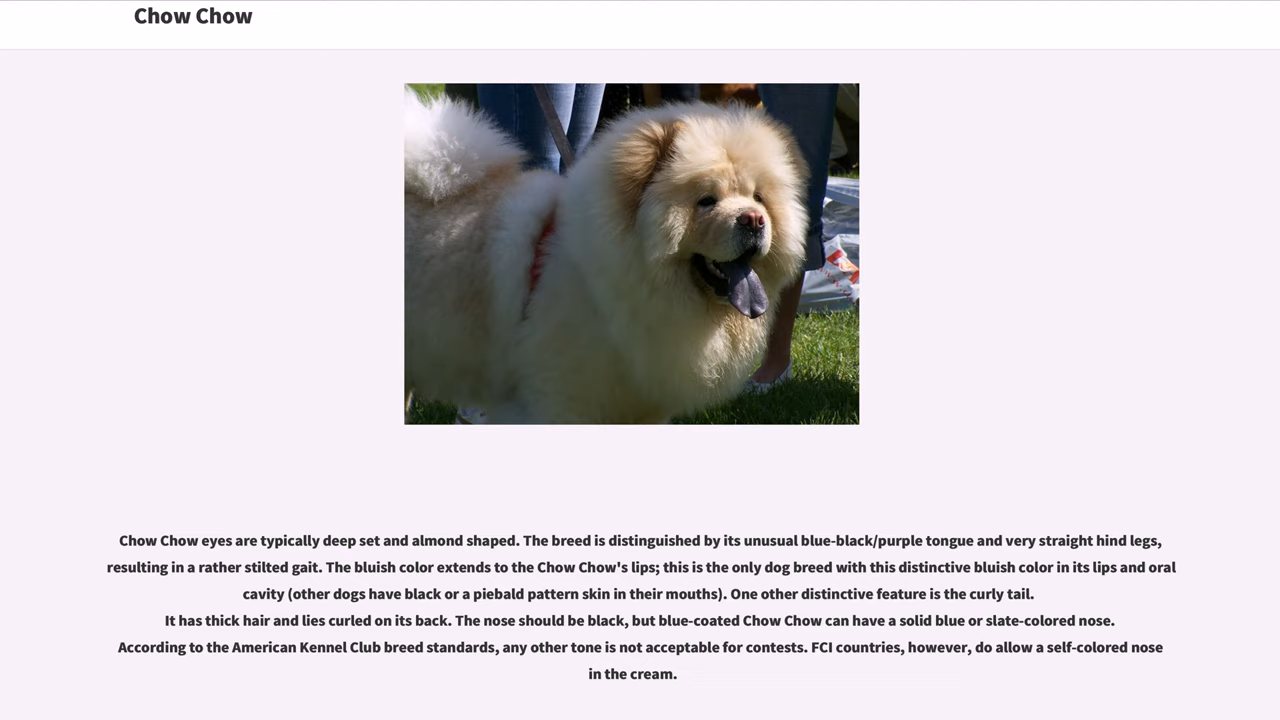 Chow Chow
Chow Chow eyes are typically deep set and almond shaped. The breed is distinguished by its unusual blue-black/purple tongue and very straight hind legs,
resulting in a rather stilted gait. The bluish color extends to the Chow Chow's lips; this is the only dog breed with this distinctive bluish color in its lips and oral
cavity (other dogs have black or a piebald pattern skin in their mouths). One other distinctive feature is the curly tail.
It has thick hair and lies curled on its back. The nose should be black, but blue-coated Chow Chow can have a solid blue or slate-colored nose.
According to the American Kennel Club breed standards, any other tone is not acceptable for contests. FCI countries, however, do allow a self-colored nose
in the cream.